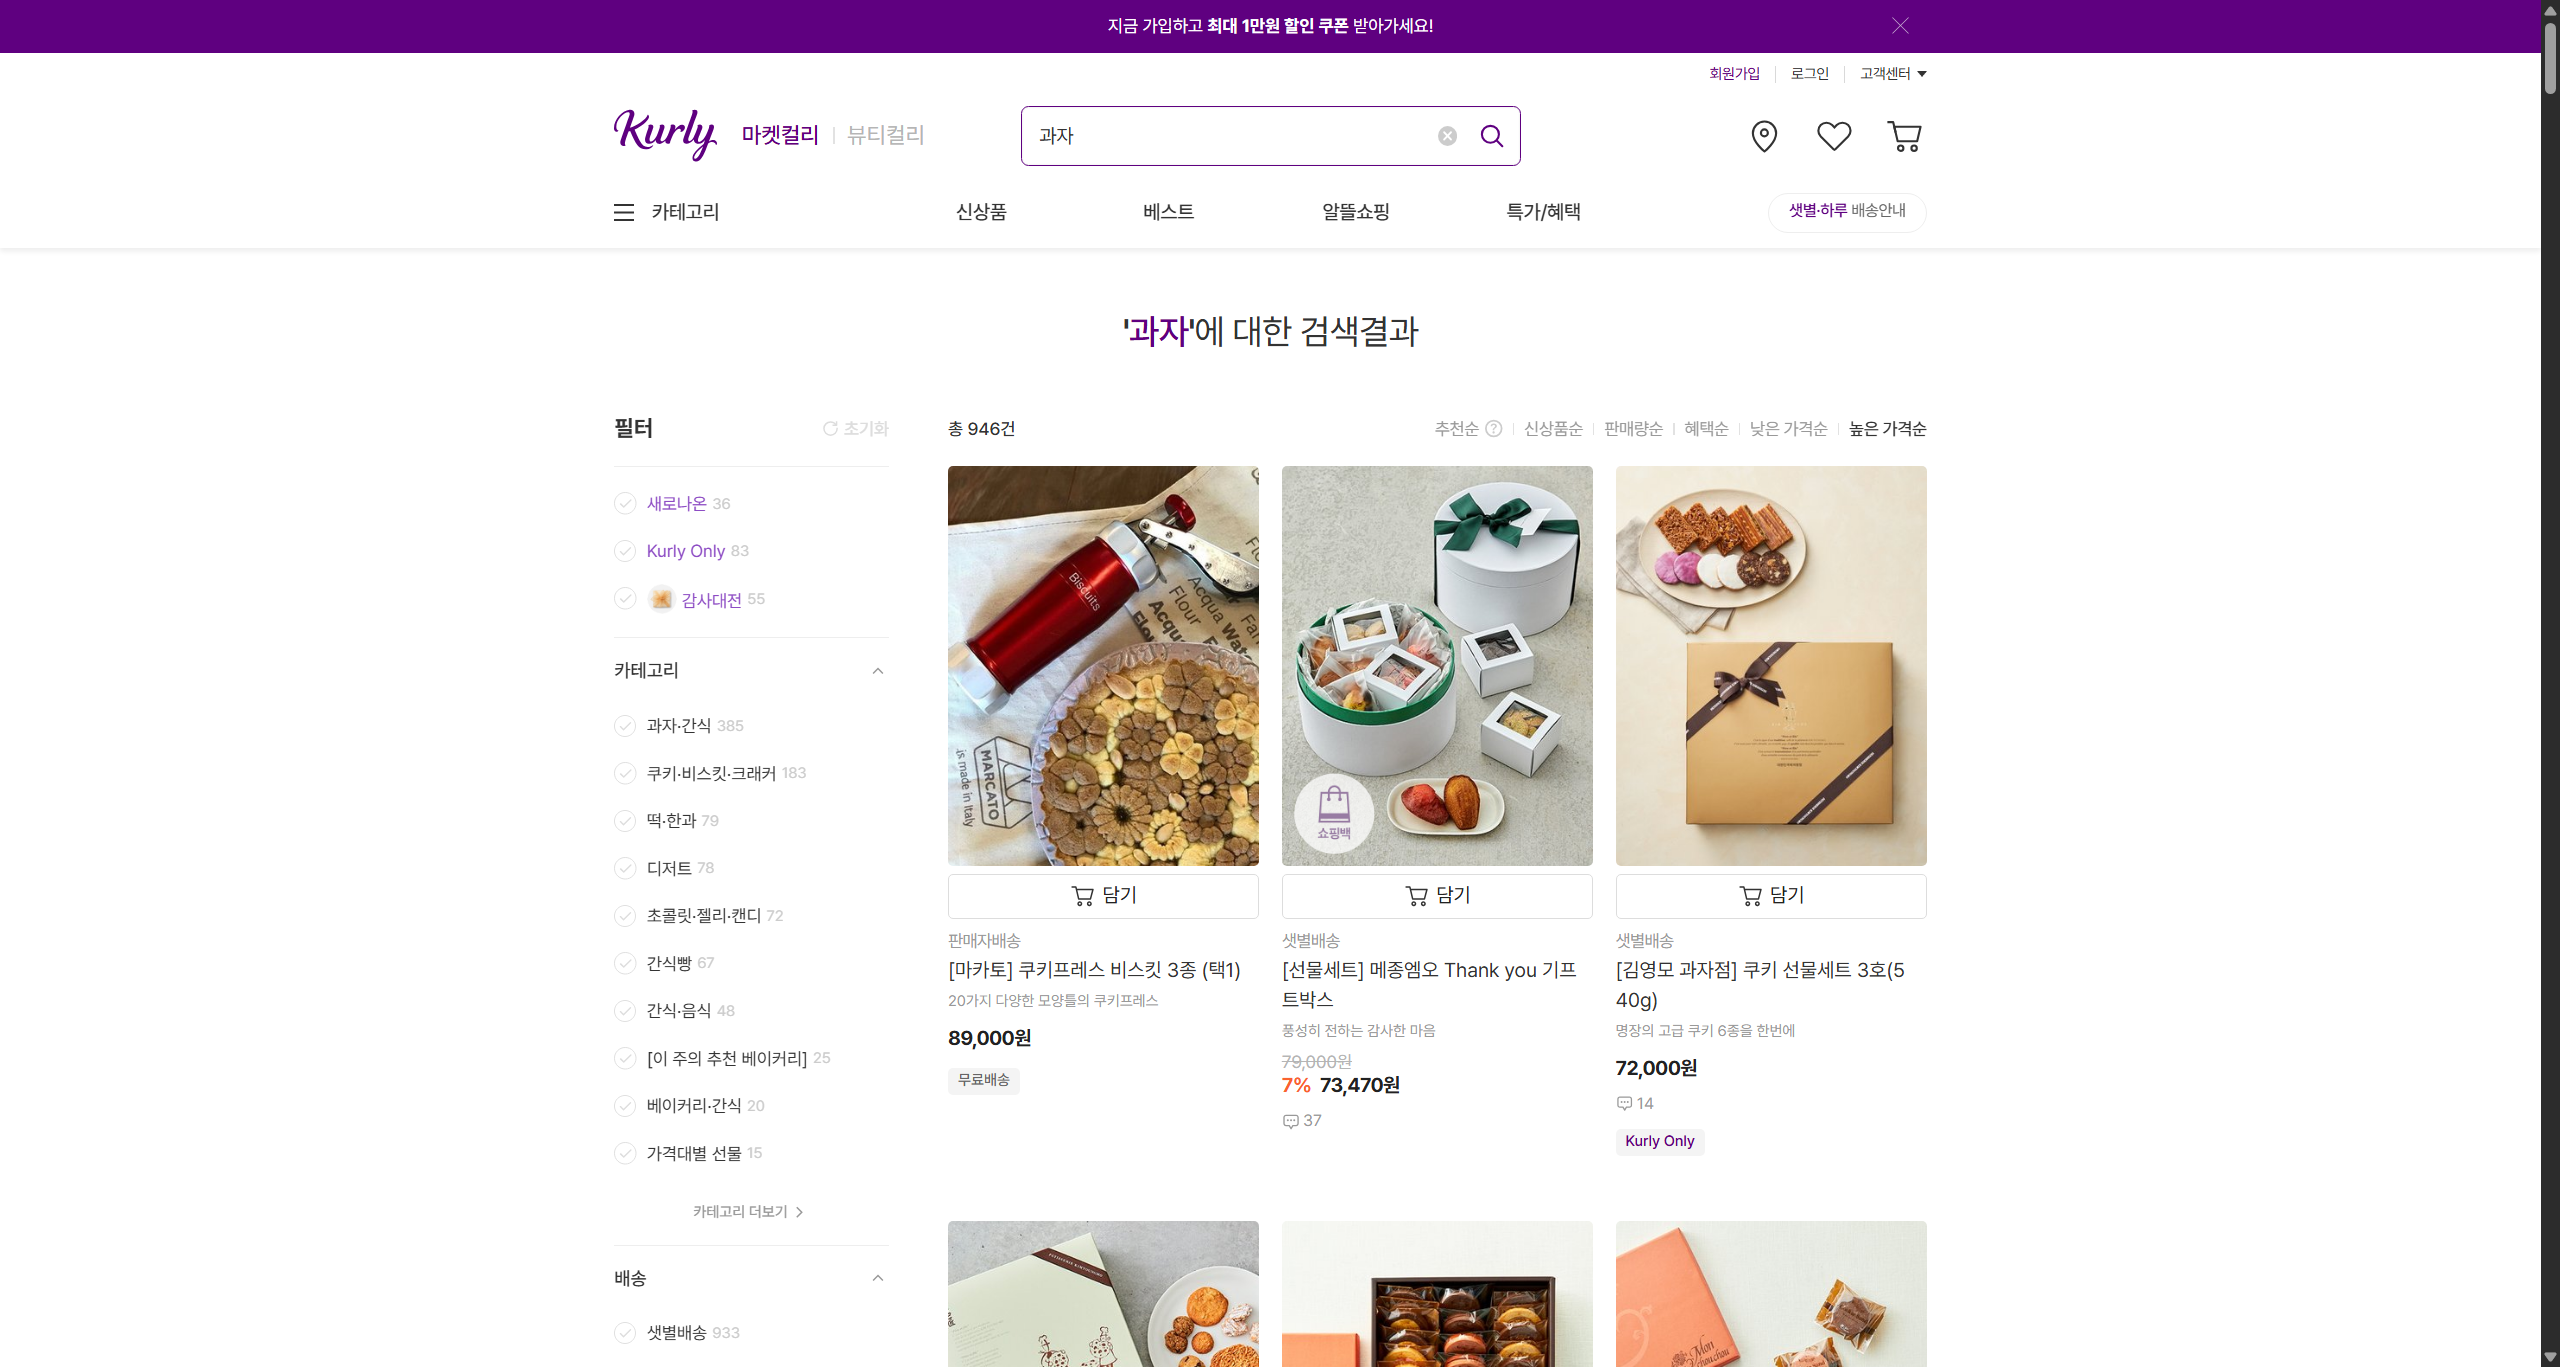 지금 가입하고 최대 1만원 할인 쿠폰 받아가세요!
회원가입
로그인
고객센터
Kurly
마켓컬리
뷰티컬리
과자
카테고리
신상품
베스트
알뜰쇼핑
특가/혜택
샛별·하루 배송안내
'과자'에 대한 검색결과
필터
초기화
새로나온 36
Kurly Only 83
감사대전 55
카테고리
과자·간식 385
쿠키·비스킷·크래커 183
떡·한과 79
디저트 78
초콜릿·젤리·캔디 72
간식빵 67
간식·음식 48
[이 주의 추천 베이커리] 25
베이커리·간식 20
가격대별 선물 15
카테고리 더보기
배송
샛별배송 933
총 946건
추천순 ?
신상품순
판매량순
혜택순
낮은 가격순
높은 가격순
Biscuits
MARCATO
is made in Italy
Acqua
Flour
담기
판매자배송
[마카토] 쿠키프레스 비스킷 3종 (택1)
20가지 다양한 모양틀의 쿠키프레스
89,000원
무료배송
쇼핑백
담기
샛별배송
[선물세트] 메종엠오 Thank you 기프
트박스
풍성히 전하는 감사한 마음
79,000원
7% 73,470원
37
담기
샛별배송
[김영모 과자점] 쿠키 선물세트 3호(5
40g)
명장의 고급 쿠키 6종을 한번에
72,000원
14
Kurly Only
Mon
chouchou